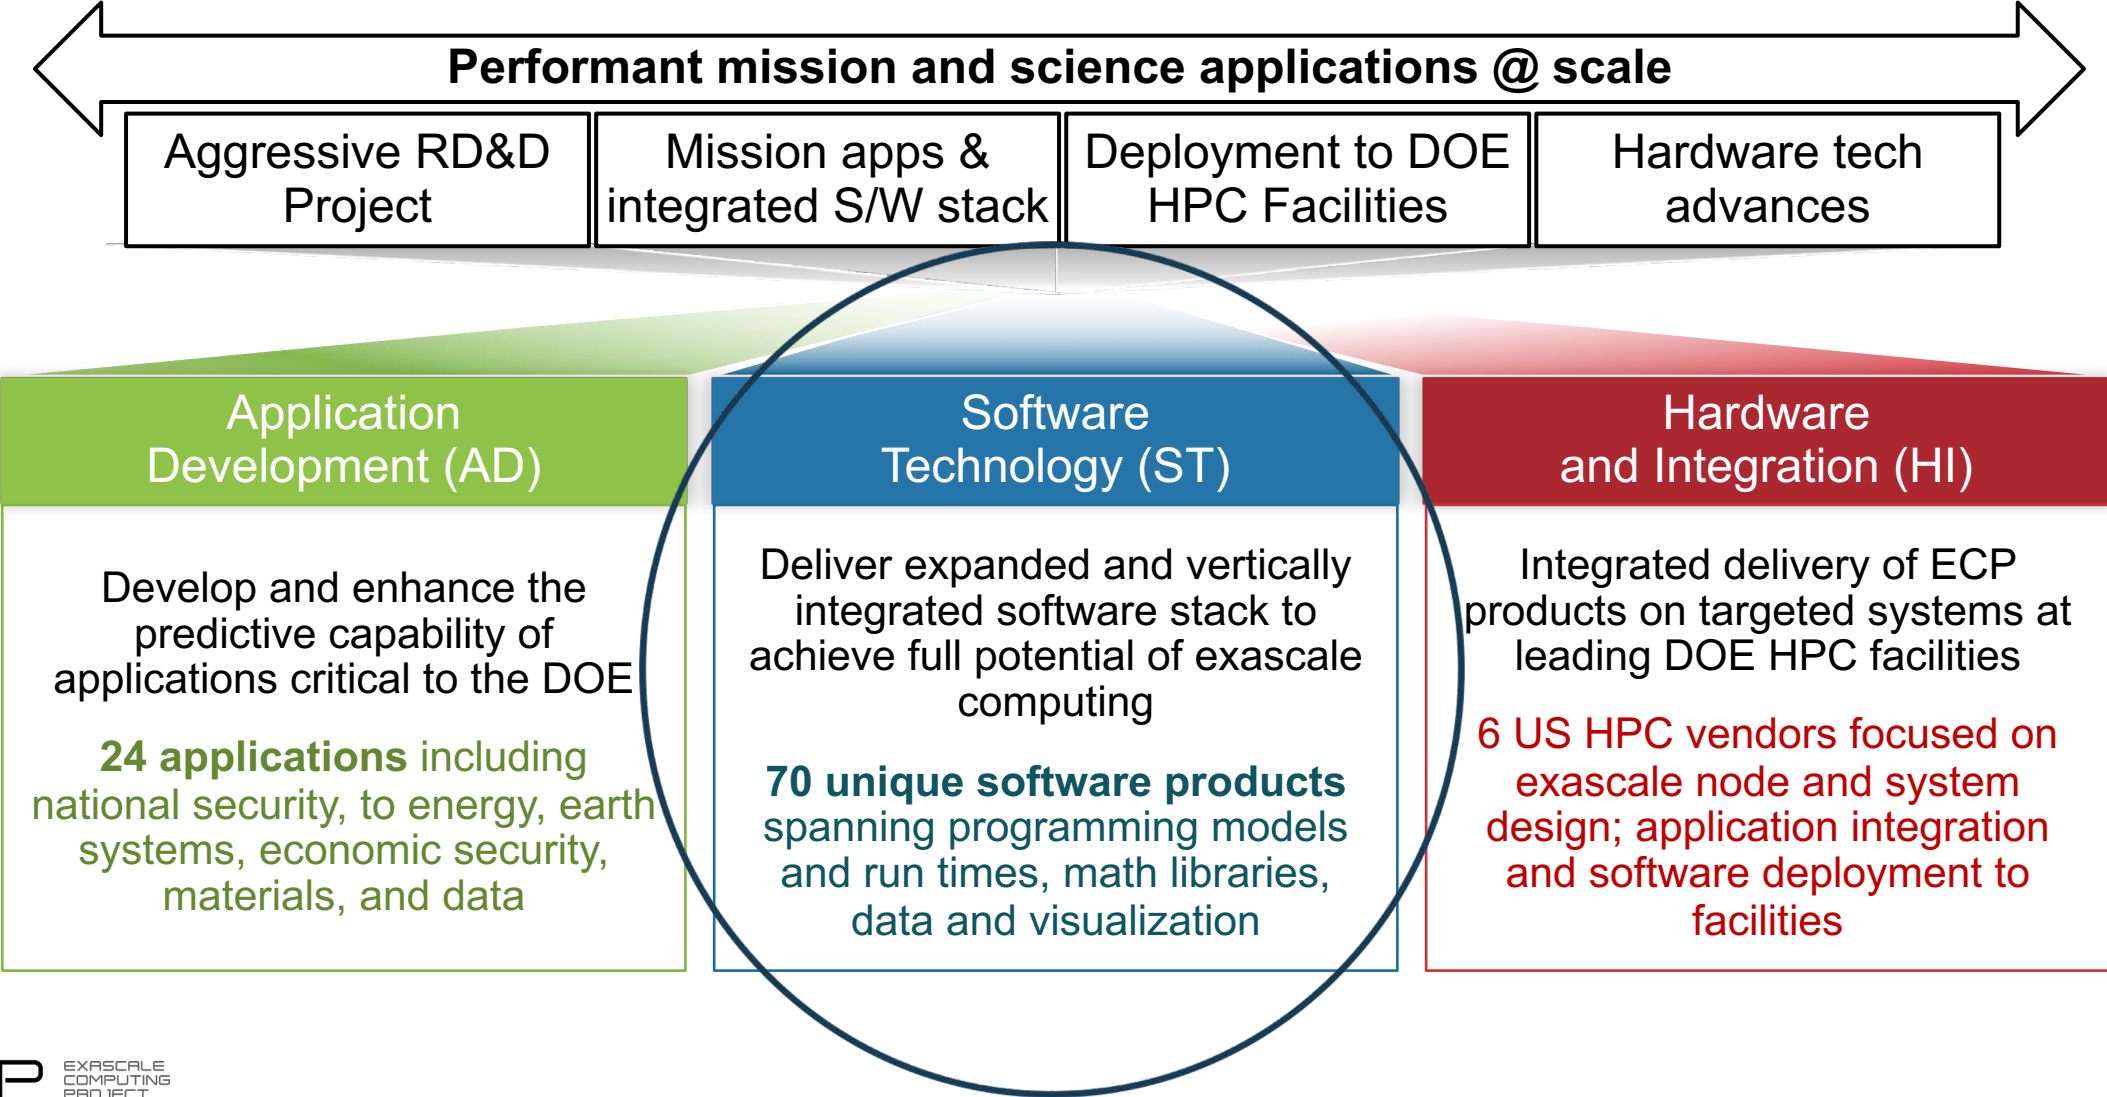 Performant mission and science applications @ scale
Aggressive RD&D
Project
Mission apps &
integrated S/W stack
Deployment to DOE
HPC Facilities
Hardware tech
advances
Application
Development (AD)
Develop and enhance the
predictive capability of
applications critical to the DOE
24 applications including
national security, to energy, earth
systems, economic security,
materials, and data
Software
Technology (ST)
Deliver expanded and vertically
integrated software stack to
achieve full potential of exascale
computing
70 unique software products
spanning programming models
and run times, math libraries,
data and visualization
Hardware
and Integration (HI)
Integrated delivery of ECP
products on targeted systems at
leading DOE HPC facilities
6 US HPC vendors focused on
exascale node and system
design; application integration
and software deployment to
facilities
P
EXASCALE
COMPUTING
PROJECT